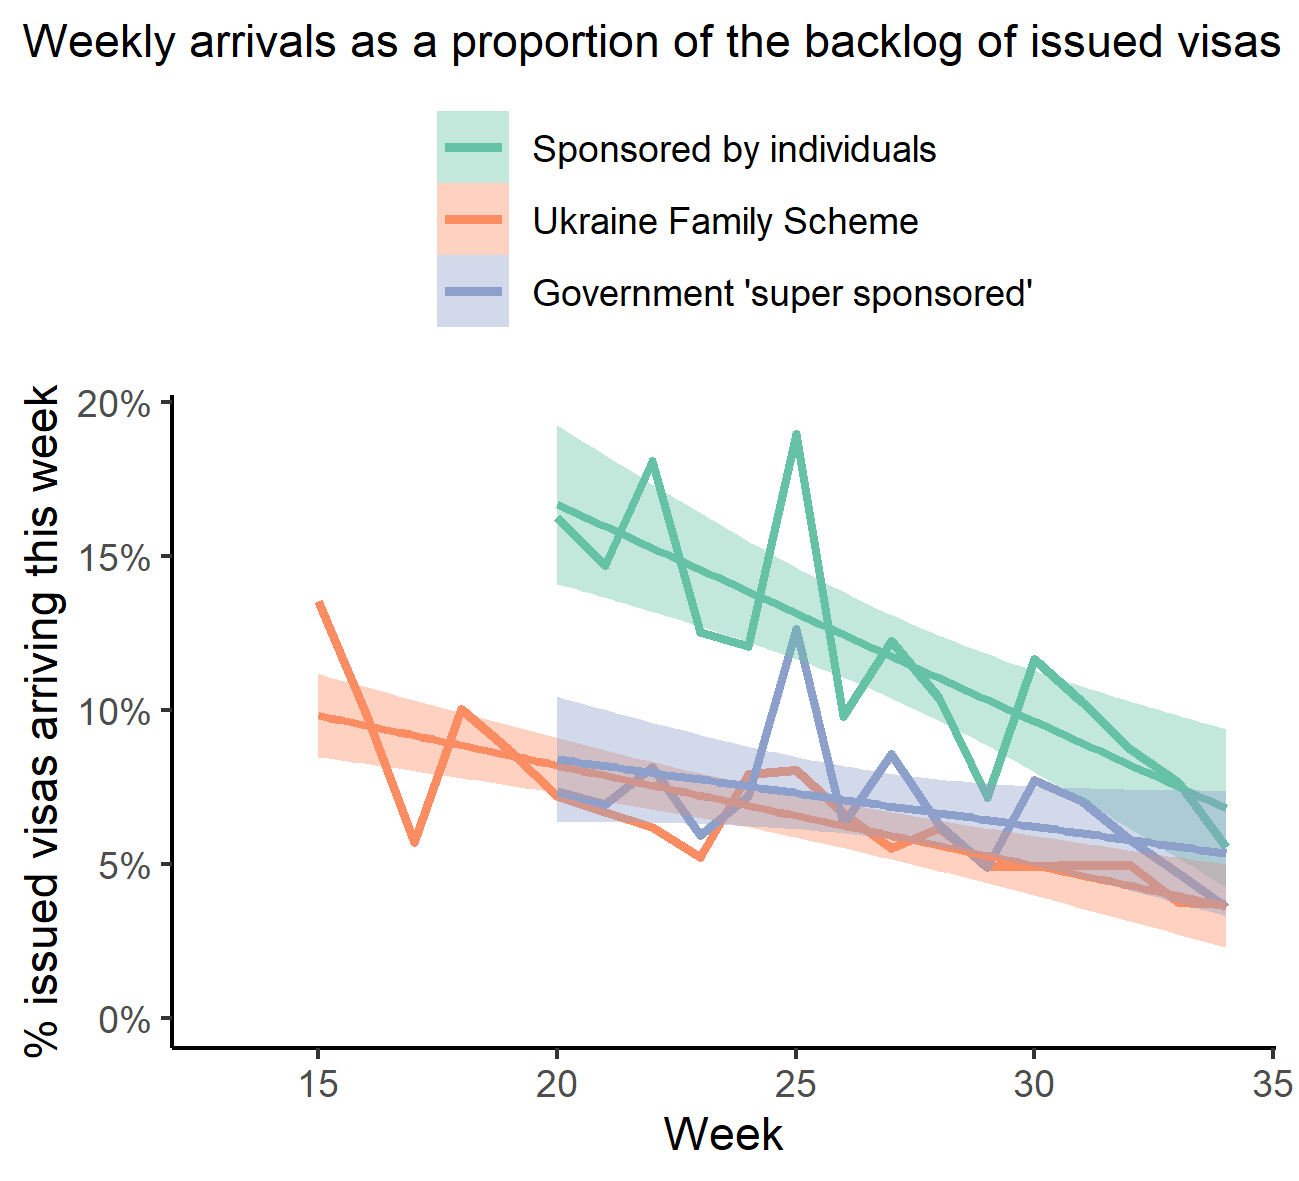 Weekly arrivals as a proportion of the backlog of issued visas
Sponsored by individuals
Ukraine Family Scheme
Government 'super sponsored'
% issued visas arriving this week
20%
15%
10%
5%
0%
15 20 25 30 35
Week